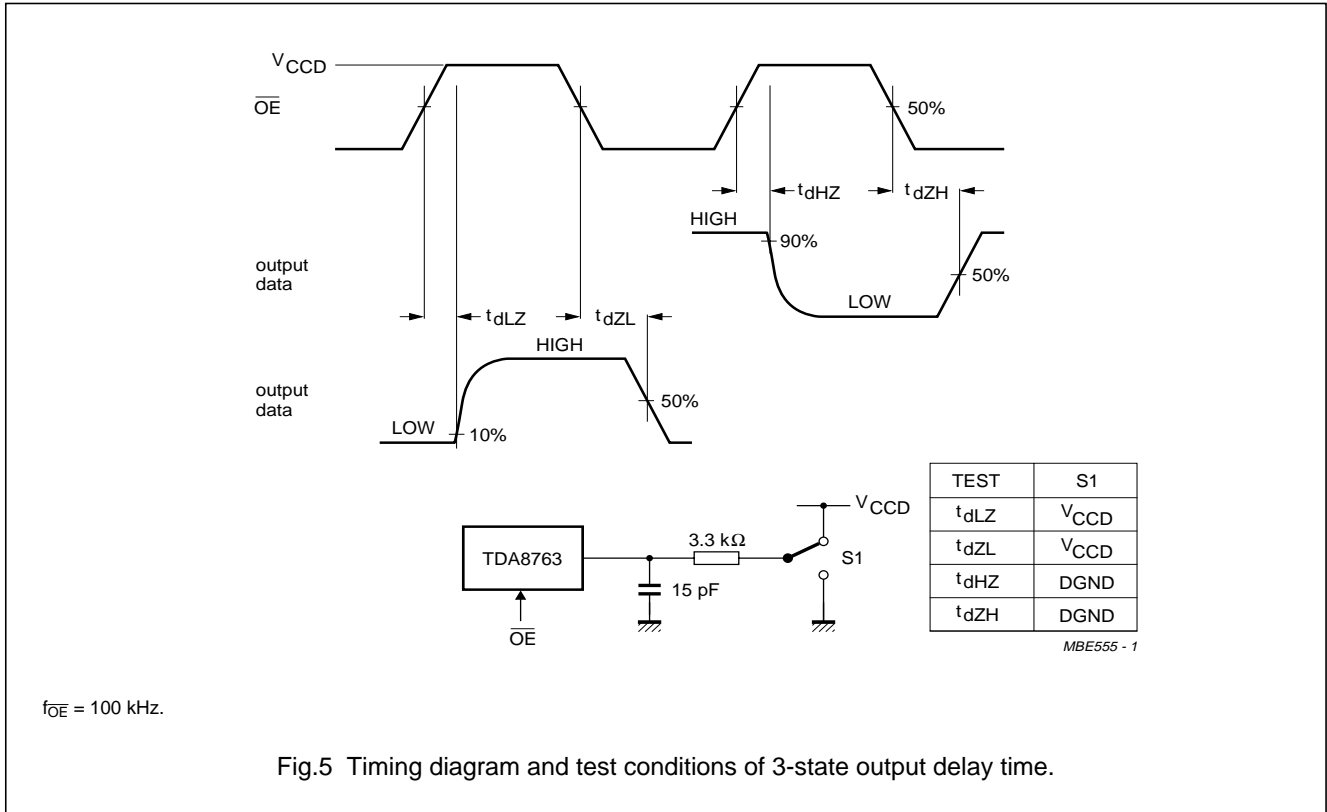 VCCD
OE
50%
tdHZ
tdZH
HIGH
90%
output
data
50%
LOW
tdLZ
tdZL
HIGH
output
data
50%
LOW
10%
TEST S1
tdLZ VCCD
tdZL VCCD
tdHZ DGND
tdZH DGND
VCCD
3.3 kΩ
TDA8763
S1
15 pF
OE
MBE555 - 1
fOE = 100 kHz.
Fig.5 Timing diagram and test conditions of 3-state output delay time.